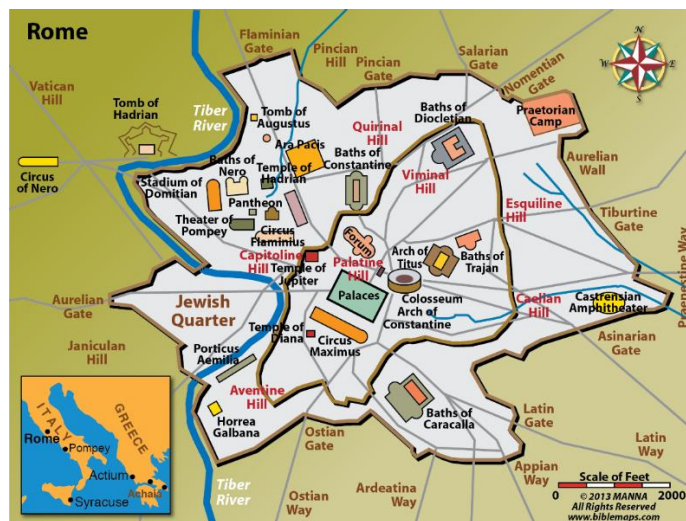 Rome
Flaminian
Gate
Pincian
Hill
Pincian
Gate
Salarian
Gate
Nomentian
Gate
N
W
E
S
Vatican
Hill
Tomb of
Hadrian
Tiber
River
Tomb of
Augustus
Ara Pacis
Quirinal
Hill
Baths of
Diocletian
Praetorian
Camp
Circus
of Nero
Baths of
Nero
Temple of
Hadrian
Baths of
Constantine
Viminal
Hill
Aurelian
Wall
Stadium of
Domitian
Pantheon
Theater of
Pompey
Circus
Flaminius
Esquiline
Hill
Tiburtine
Gate
Capitoline
Hill
Temple of
Jupiter
Forum
Palatine
Hill
Arch of
Titus
Baths of
Trajan
Praenestine Way
Aurelian
Gate
Jewish
Quarter
Palaces
Colosseum
Arch of
Constantine
Caelian
Hill
Castrensian
Amphitheater
Janiculan
Hill
Porticus
Aemilia
Temple of
Diana
Circus
Maximus
Asinarian
Gate
Aventine
Hill
Horrea
Galbana
Baths of
Caracalla
Ostian
Gate
Latin
Gate
Latin
Way
Appian
Way
Ardeatina
Way
Ostian
Way
Tiber
River
ITALY
GREECE
Rome
Pompey
Actium
Achaia
Syracuse
Scale of Feet
0 1000 2000
© 2013 MANNA
All Rights Reserved
www.biblemaps.com